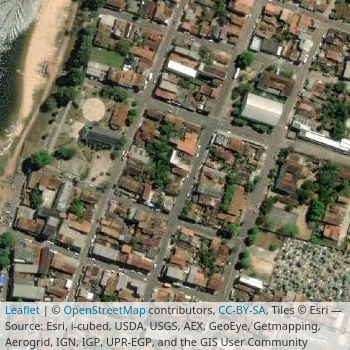 Leaflet | © OpenStreetMap contributors, CC-BY-SA, Tiles © Esri —
Source: Esri, i-cubed, USDA, USGS, AEX, GeoEye, Getmapping,
Aerogrid, IGN, IGP, UPR-EGP, and the GIS User Community